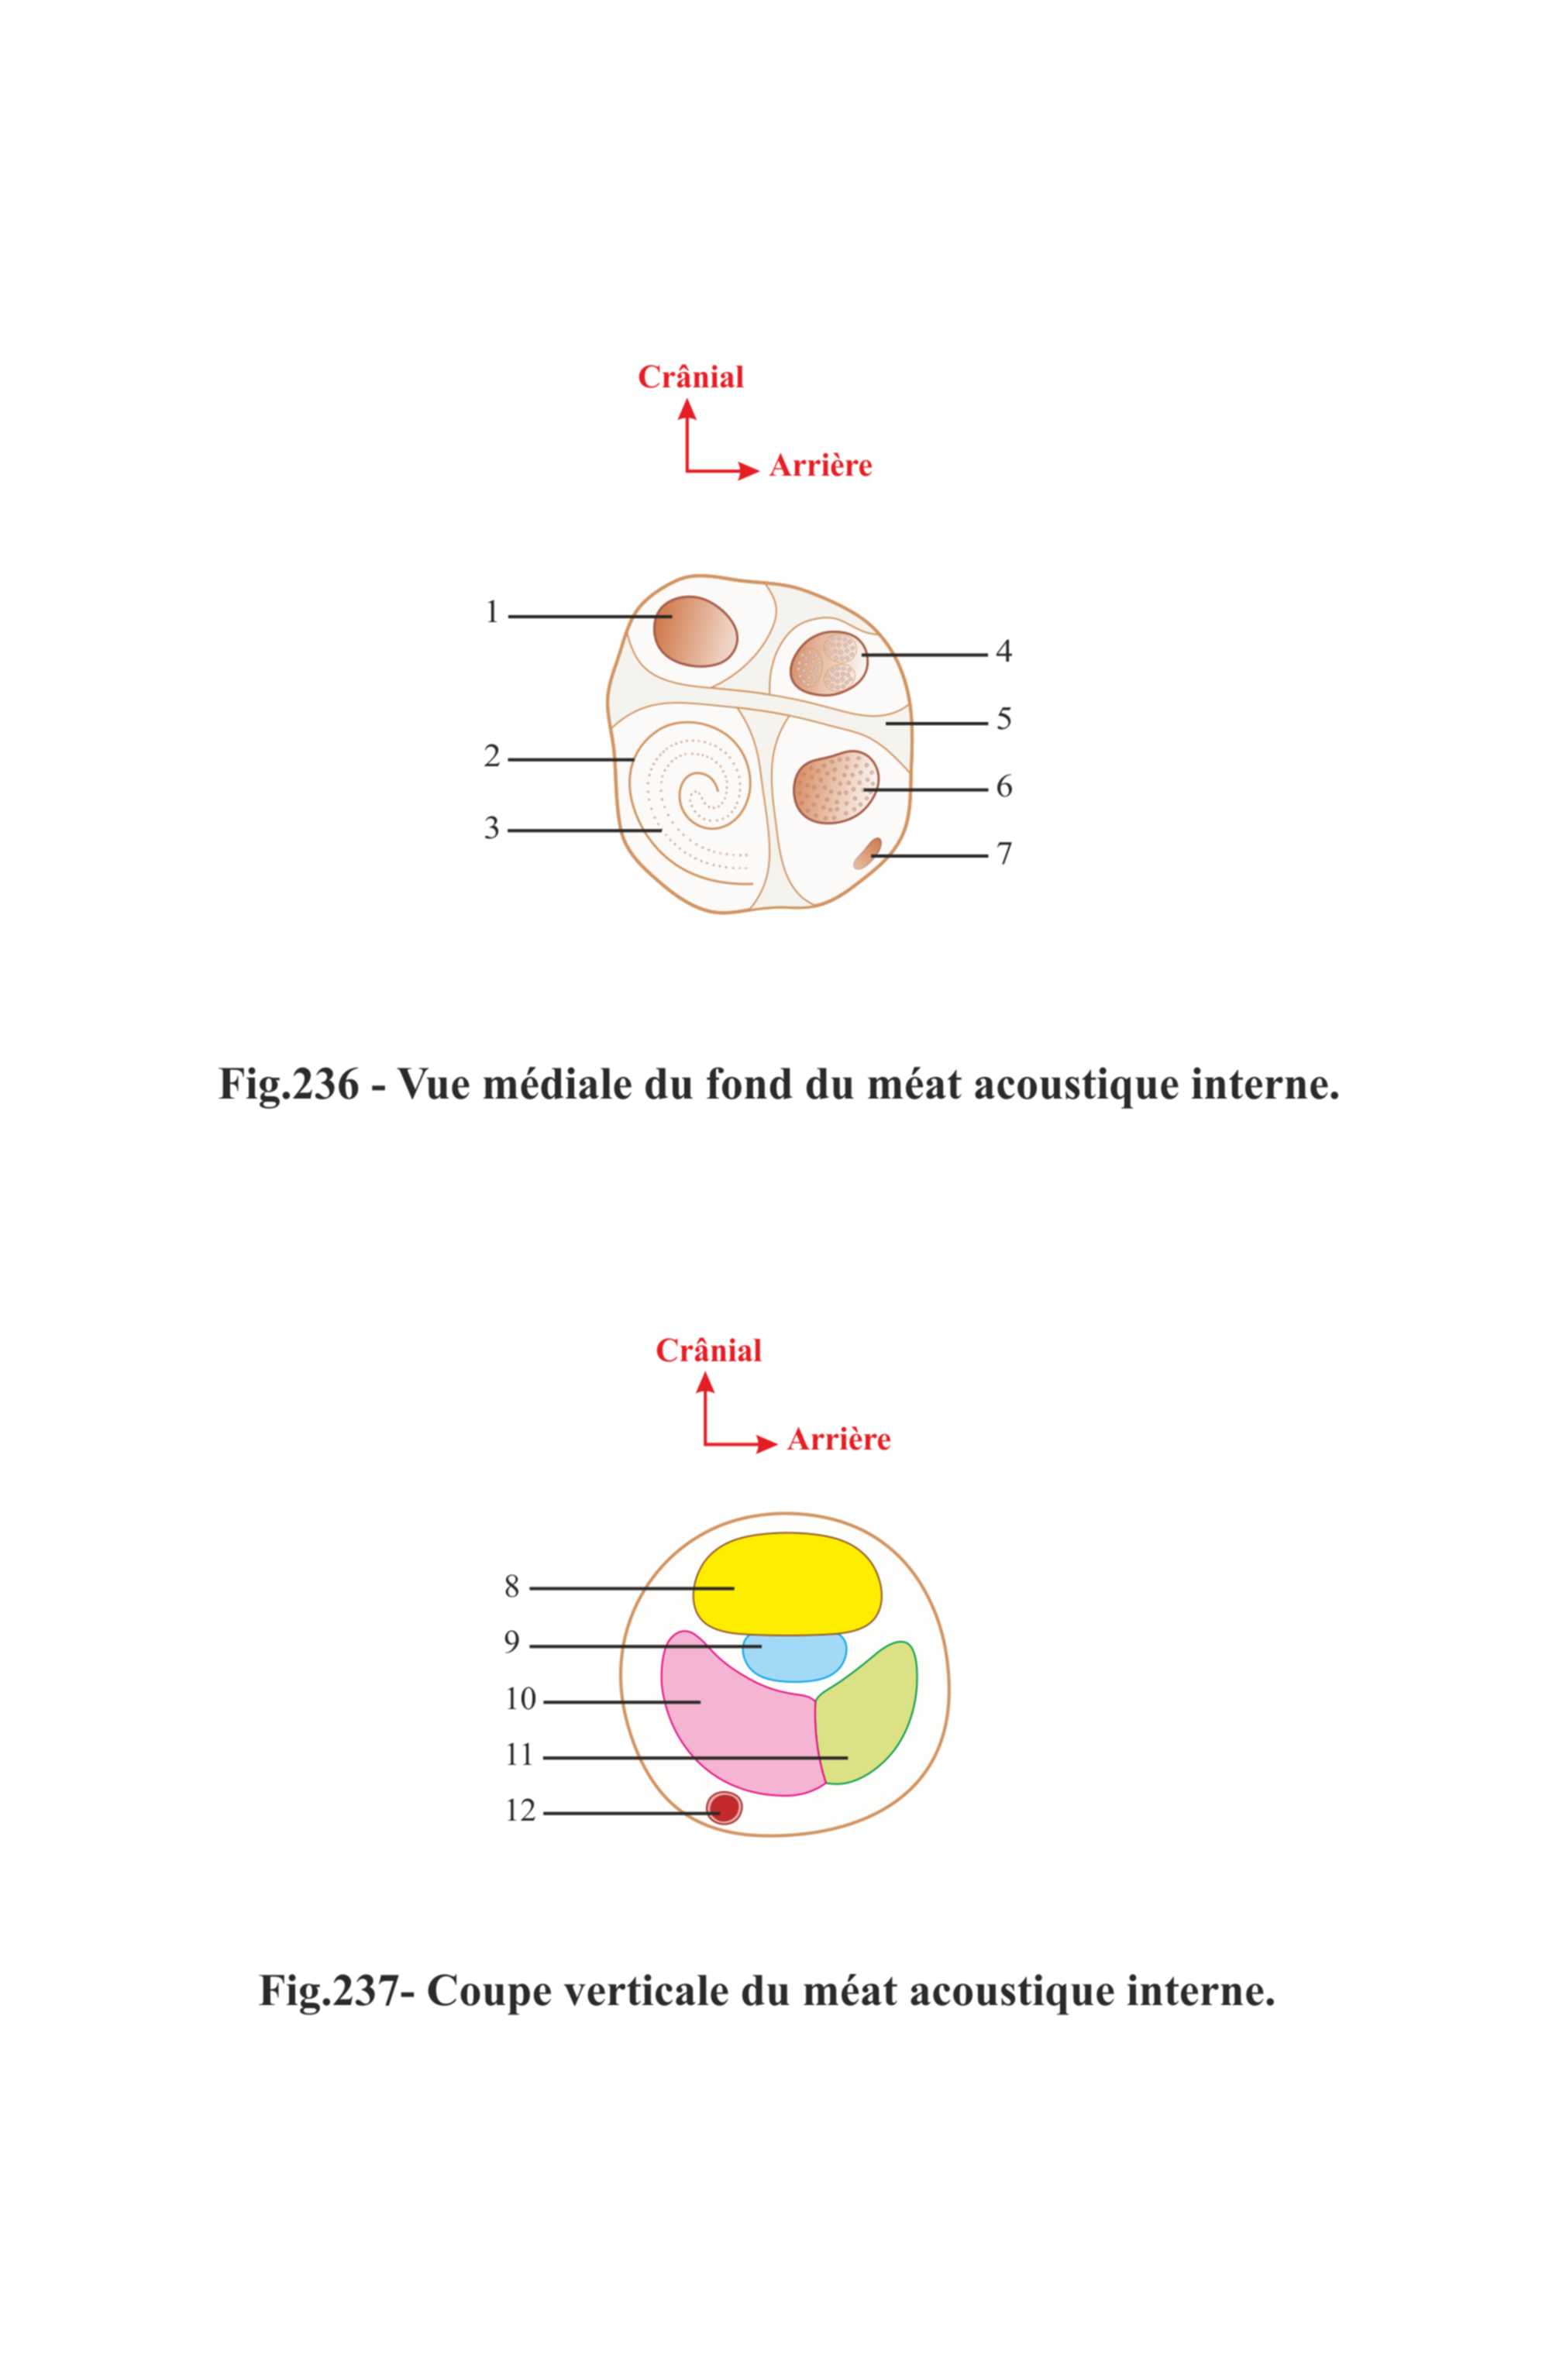 Crânial
Arrière
1
4
5
2
6
3
7
Fig.236 - Vue médiale du fond du méat acoustique interne.
Crânial
Arrière
8
9
10
11
12
Fig.237- Coupe verticale du méat acoustique interne.